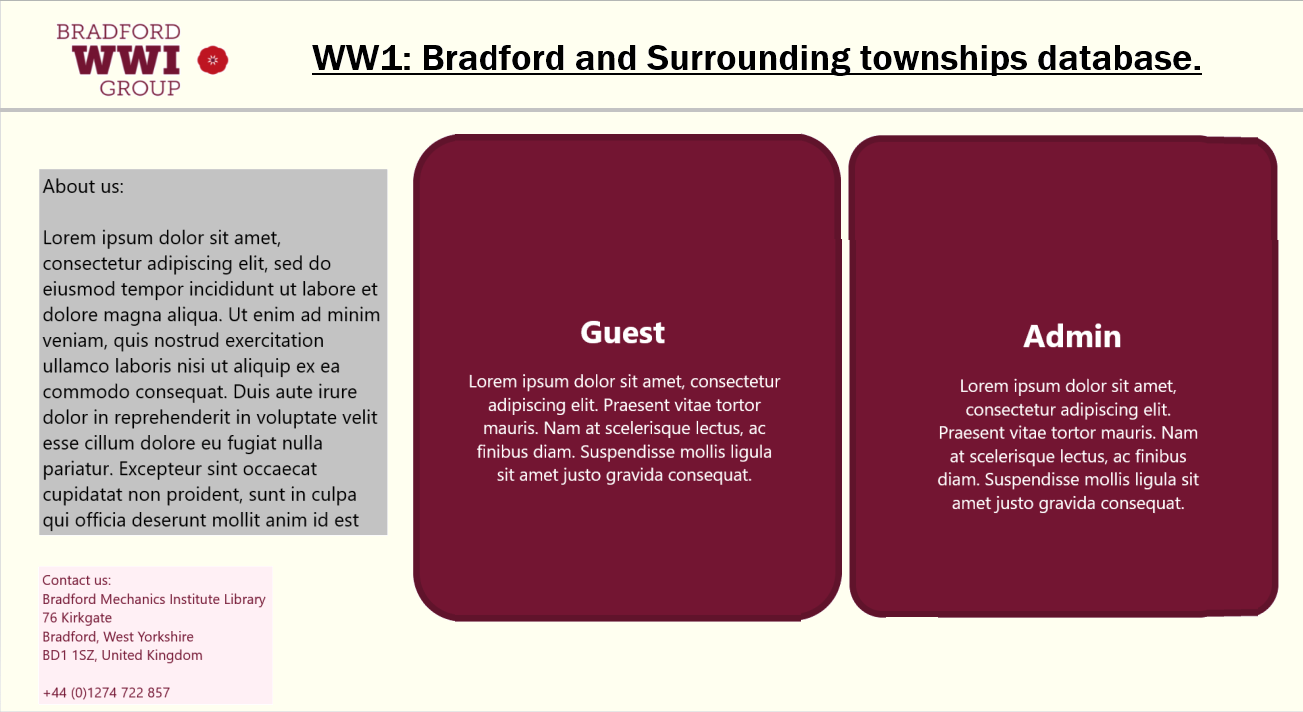 BRADFORD
WWI
GROUP
WW1: Bradford and Surrounding townships database.
About us:
Lorem ipsum dolor sit amet,
consectetur adipiscing elit, sed do
eiusmod tempor incididunt ut labore et
dolore magna aliqua. Ut enim ad minim
veniam, quis nostrud exercitation
ullamco laboris nisi ut aliquip ex ea
commodo consequat. Duis aute irure
dolor in reprehenderit in voluptate velit
esse cillum dolore eu fugiat nulla
pariatur. Excepteur sint occaecat
cupidatat non proident, sunt in culpa
qui officia deserunt mollit anim id est
Contact us:
Bradford Mechanics Institute Library
76 Kirkgate
Bradford, West Yorkshire
BD1 1SZ, United Kingdom
+44 (0)1274 722 857
Guest
Lorem ipsum dolor sit amet, consectetur
adipiscing elit. Praesent vitae tortor
mauris. Nam at scelerisque lectus, ac
finibus diam. Suspendisse mollis ligula
sit amet justo gravida consequat.
Admin
Lorem ipsum dolor sit amet,
consectetur adipiscing elit.
Praesent vitae tortor mauris. Nam
at scelerisque lectus, ac finibus
diam. Suspendisse mollis ligula sit
amet justo gravida consequat.